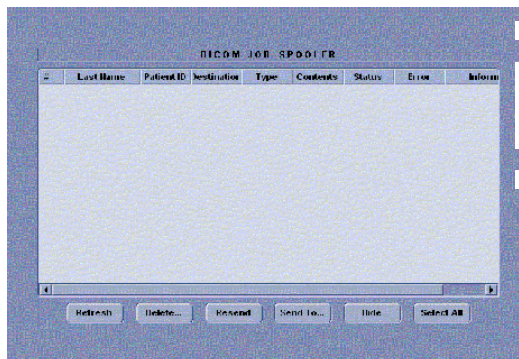 DICOM JOB SPOOLER
# Last Name Patient ID Destination Type Contents Status Error Inform
Refresh Delete... Resend Send To... Hide Select All